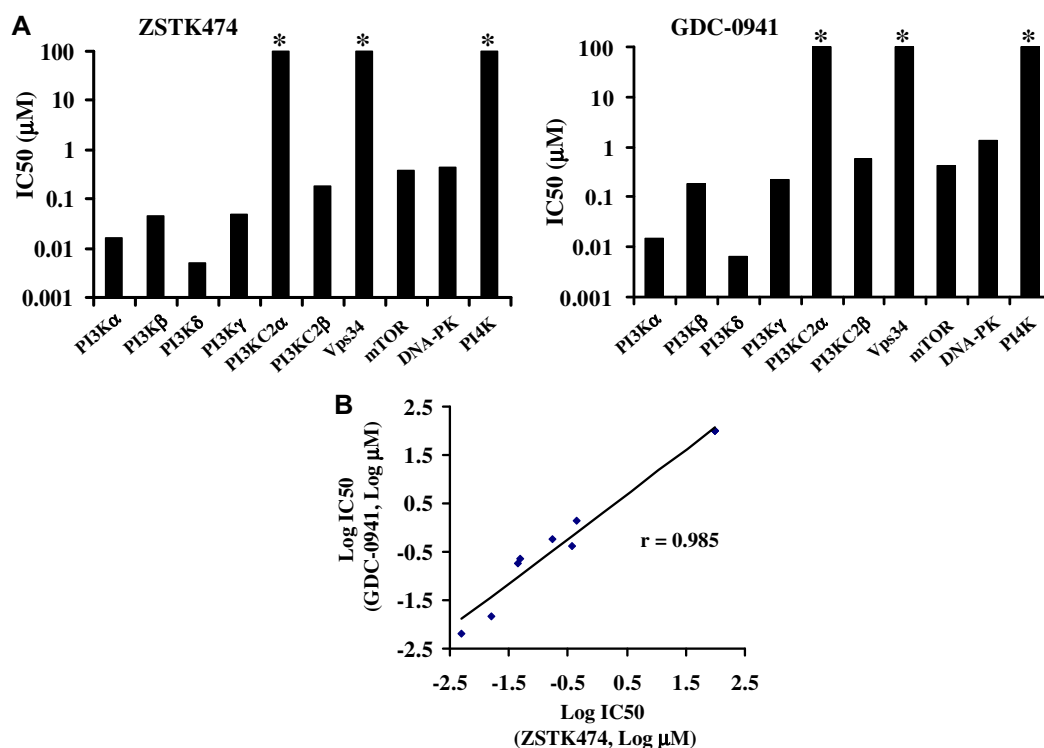 A
ZSTK474
IC50 (μM)
100
10
1
0.1
0.01
0.001
* * *
PI3Kα PI3Kβ PI3Kδ PI3Kγ PI3KC2α PI3KC2β Vps34 mTOR DNA-PK PI4K
GDC-0941
IC50 (μM)
100
10
1
0.1
0.01
0.001
* * *
PI3Kα PI3Kβ PI3Kδ PI3Kγ PI3KC2α PI3KC2β Vps34 mTOR DNA-PK PI4K
B
Log IC50
(GDC-0941, Log μM)
2.5
1.5
0.5
-0.5
-1.5
-2.5
r = 0.985
-2.5 -1.5 -0.5 0.5 1.5 2.5
Log IC50
(ZSTK474, Log μM)